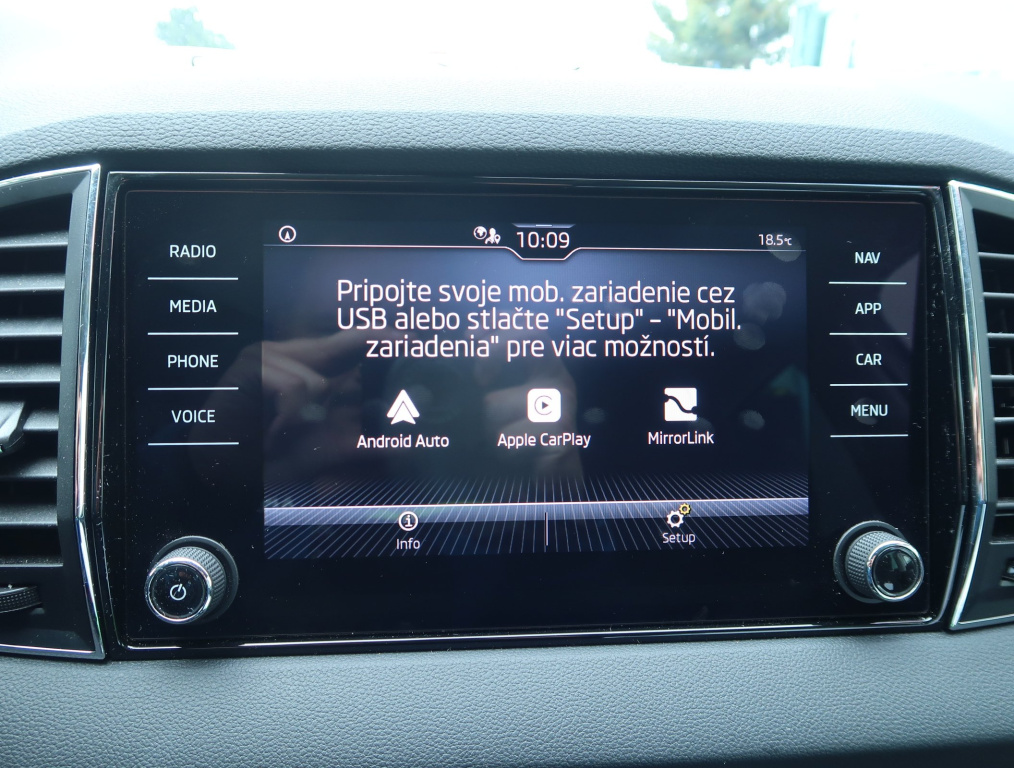 RADIO
MEDIA
PHONE
VOICE
10:09
18.5°C
Pripojte svoje mob. zariadenie cez
USB alebo stlačte "Setup" – "Mobil.
zariadenia" pre viac možností.
Android Auto
Apple CarPlay
MirrorLink
Info
Setup
NAV
APP
CAR
MENU